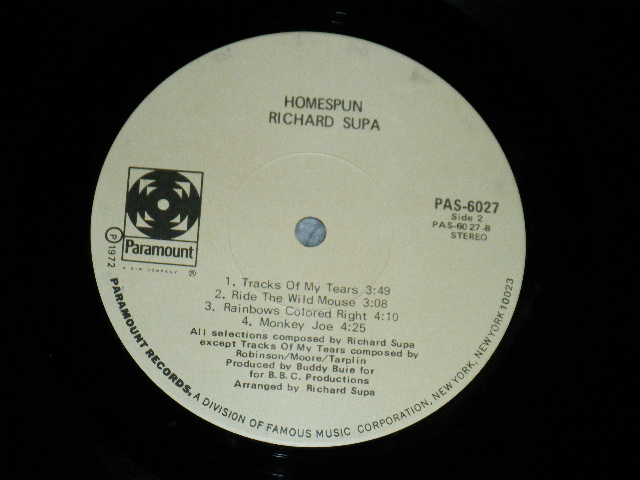 HOMESPUN
RICHARD SUPA
PAS-6027
Side 2
PAS-6027-B
STEREO
Paramount
A G+W COMPANY ®
Ⓟ 1972
1. Tracks Of My Tears 3:49
2. Ride The Wild Mouse 3:08
3. Rainbows Colored Right 4:10
4. Monkey Joe 4:25
All selections composed by Richard Supa
except Tracks Of My Tears composed by
Robinson/Moore/Tarplin
Produced by Buddy Buie for
for B.B.C. Productions
Arranged by Richard Supa
PARAMOUNT RECORDS, A DIVISION OF FAMOUS MUSIC CORPORATION, NEW YORK, NEW YORK 10023